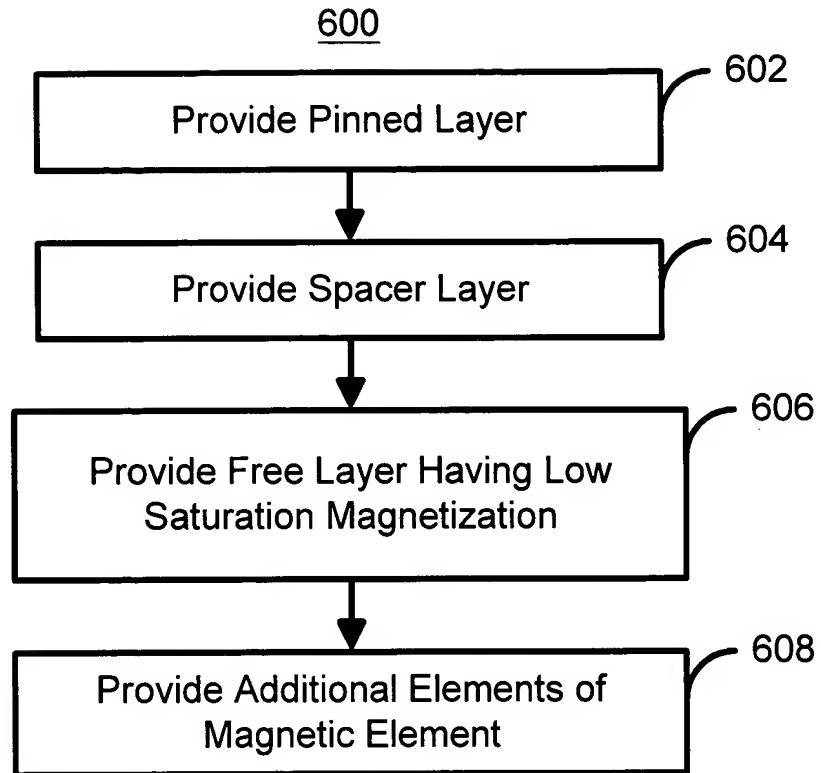 600
602
Provide Pinned Layer
604
Provide Spacer Layer
606
Provide Free Layer Having Low
Saturation Magnetization
608
Provide Additional Elements of
Magnetic Element